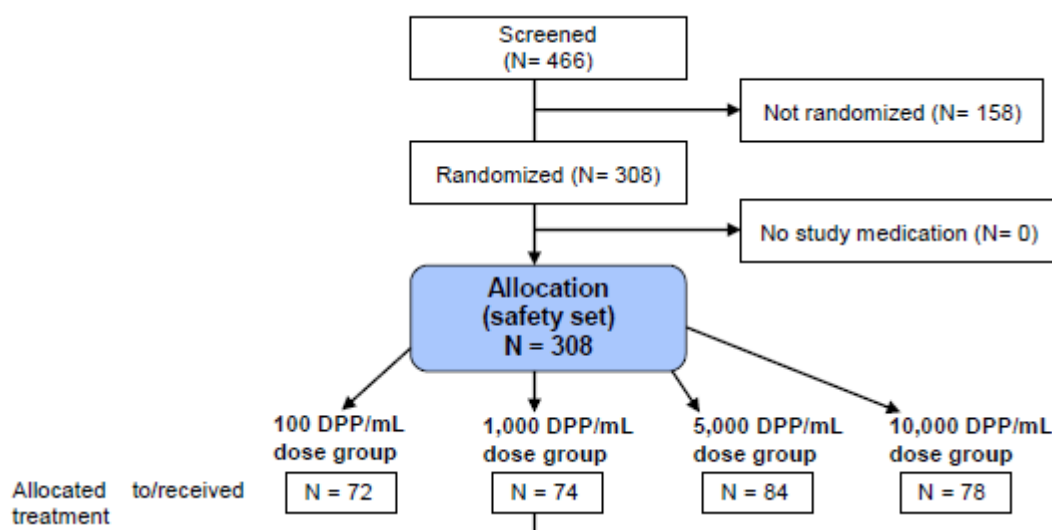 Screened
(N= 466)
Not randomized (N= 158)
Randomized (N= 308)
No study medication (N= 0)
Allocation
(safety set)
N = 308
100 DPP/mL
dose group
1,000 DPP/mL
dose group
5,000 DPP/mL
dose group
10,000 DPP/mL
dose group
Allocated to/received
treatment
N = 72
N = 74
N = 84
N = 78